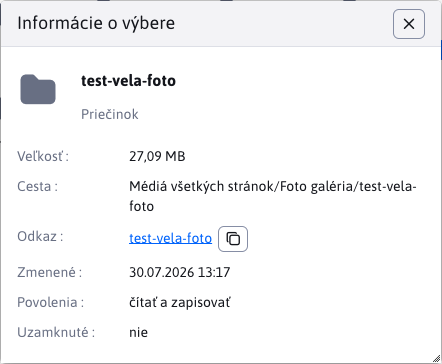 Informácie o výbere
test-vela-foto
Priečinok
Veľkosť :
27,09 MB
Cesta :
Médiá všetkých stránok/Foto galéria/test-vela-
foto
Odkaz :
test-vela-foto
Zmenené :
30.07.2026 13:17
Povolenia :
čítať a zapisovať
Uzamknuté :
nie